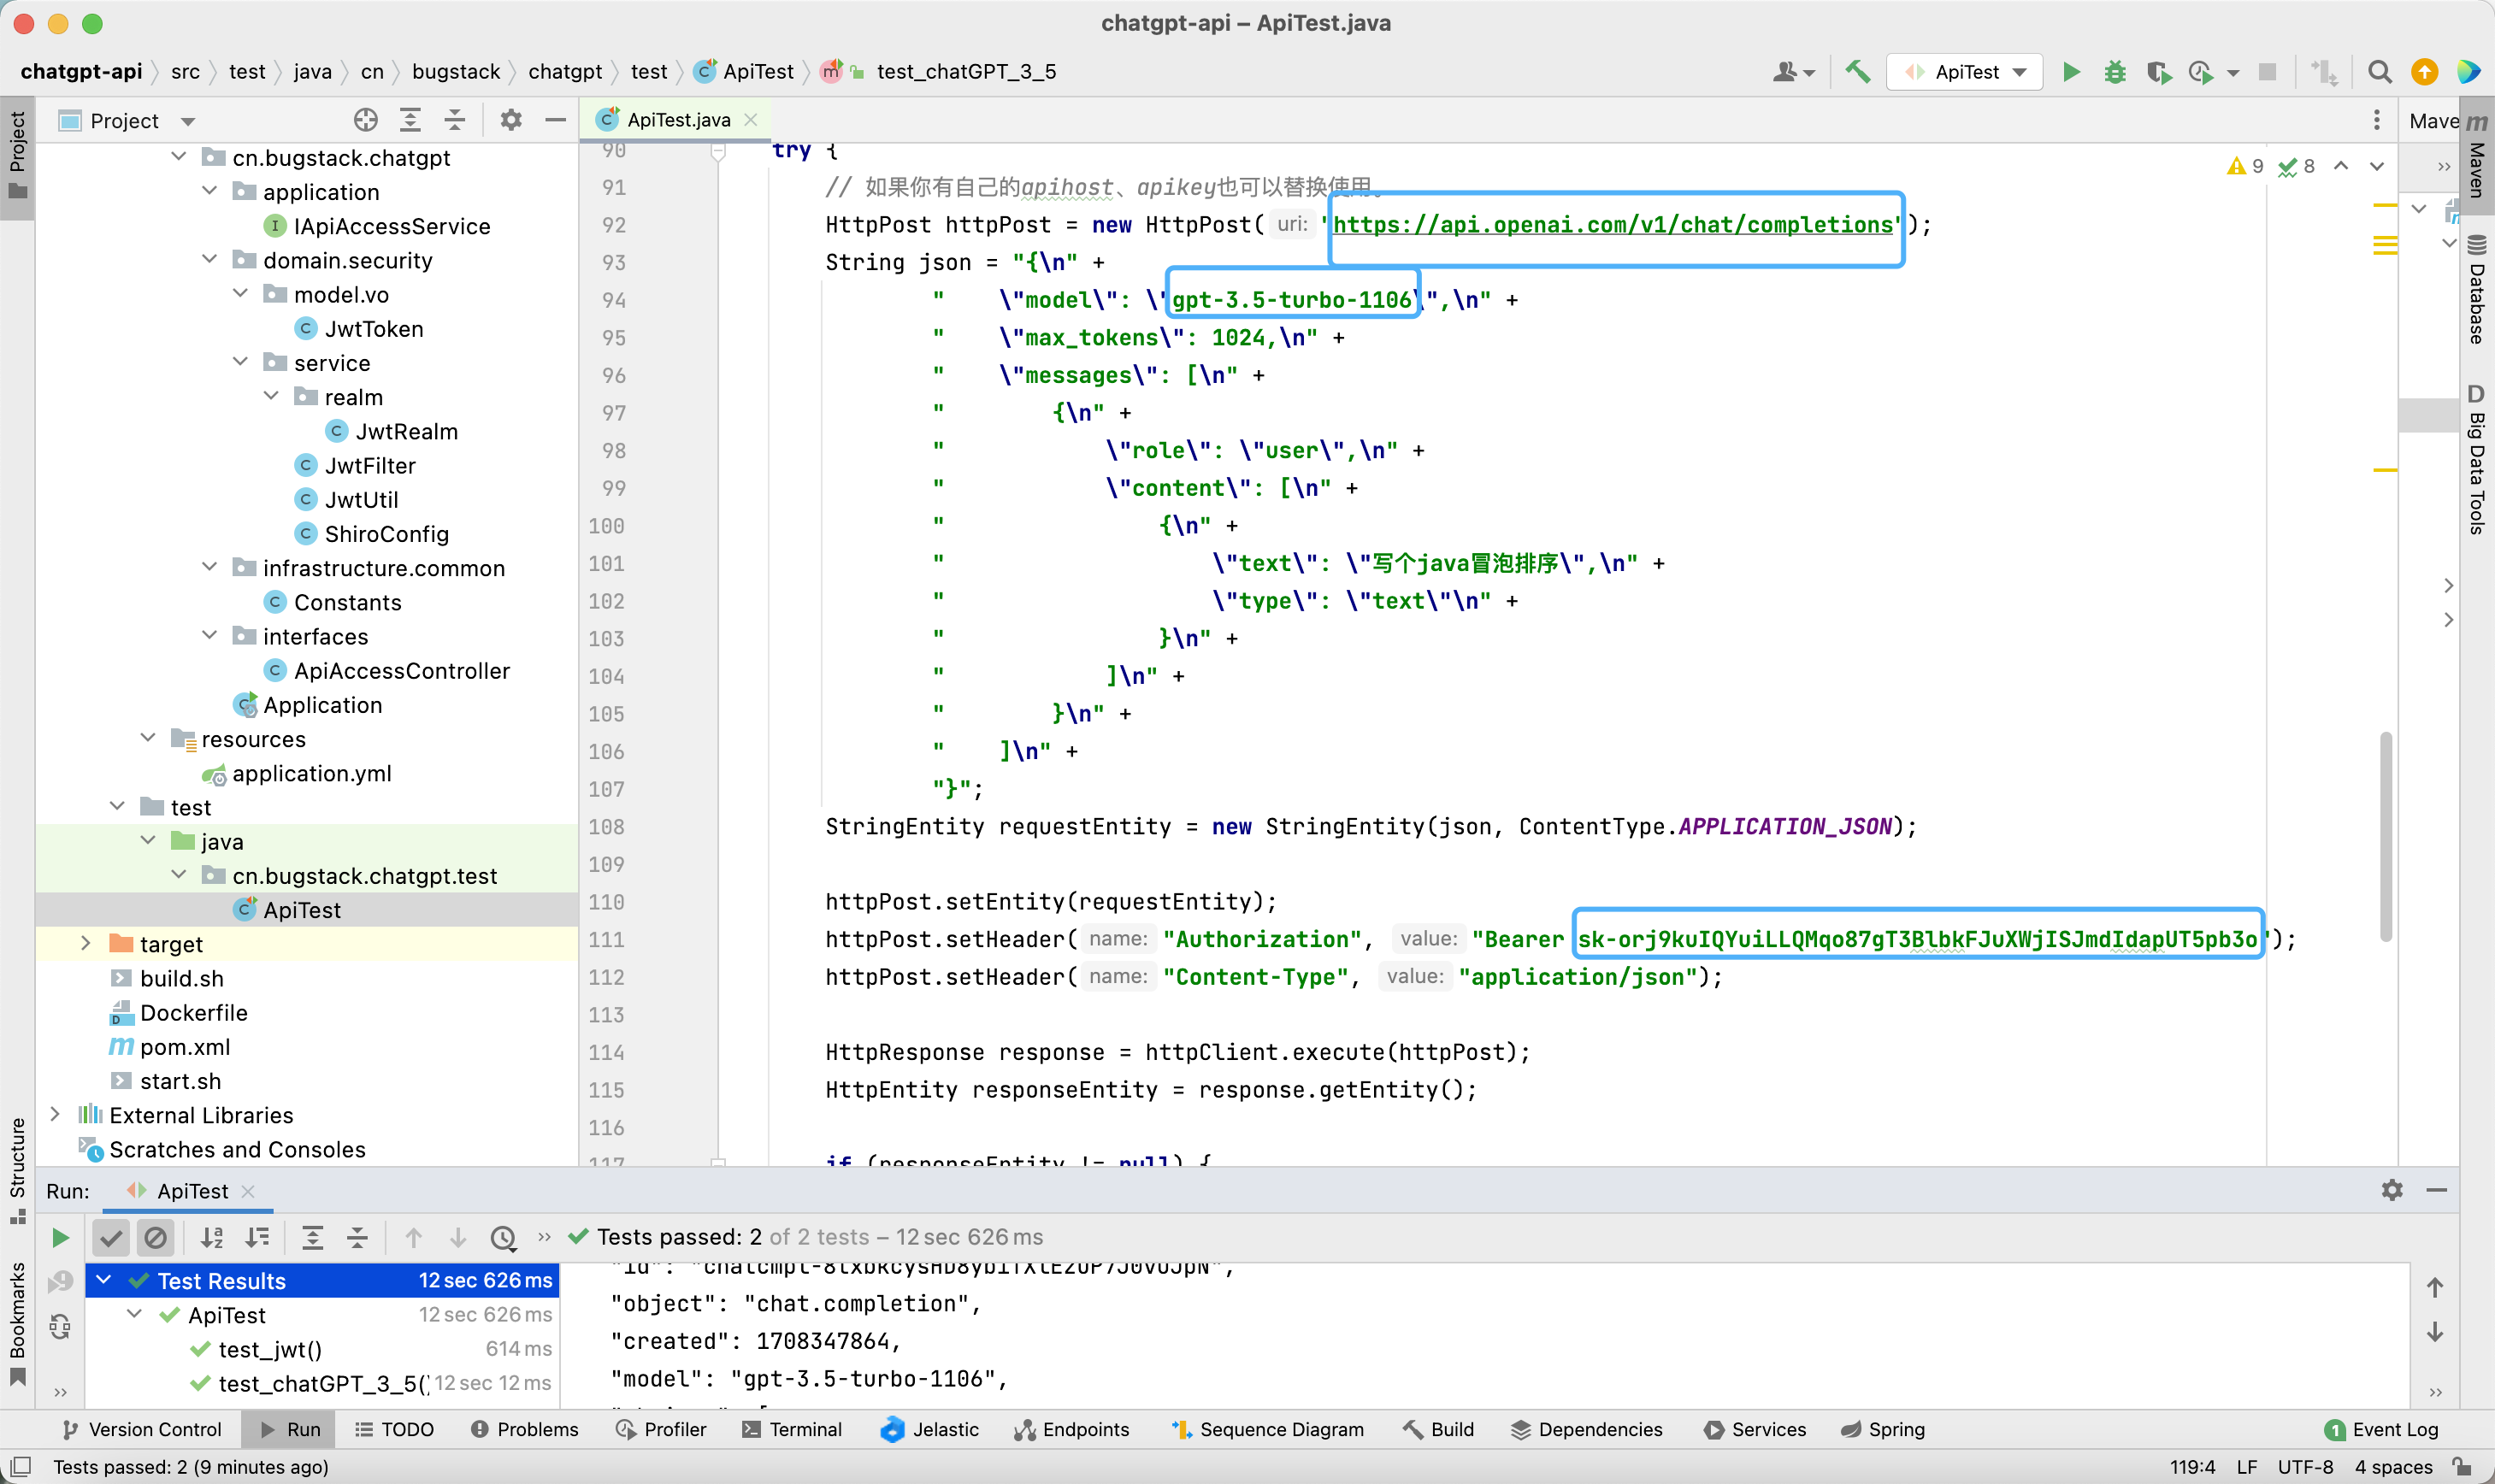 chatgpt-api – ApiTest.java
chatgpt-api src test java cn bugstack chatgpt test ApiTest test_chatGPT_3_5
ApiTest
Project
ApiTest.java
Maven
Project
Structure
Bookmarks
cn.bugstack.chatgpt
application
IApiAccessService
domain.security
model.vo
JwtToken
service
realm
JwtRealm
JwtFilter
JwtUtil
ShiroConfig
infrastructure.common
Constants
interfaces
ApiAccessController
Application
resources
application.yml
test
java
cn.bugstack.chatgpt.test
ApiTest
target
build.sh
Dockerfile
pom.xml
start.sh
External Libraries
Scratches and Consoles
9 8
90 try {
91 // 如果你有自己的apihost、apikey也可以替换使用。
92 HttpPost httpPost = new HttpPost( uri: "https://api.openai.com/v1/chat/completions");
93 String json = "{\n" +
94 "    \"model\": \"gpt-3.5-turbo-1106\",\n" +
95 "    \"max_tokens\": 1024,\n" +
96 "    \"messages\": [\n" +
97 "        {\n" +
98 "            \"role\": \"user\",\n" +
99 "            \"content\": [\n" +
100 "                {\n" +
101 "                    \"text\": \"写个java冒泡排序\",\n" +
102 "                    \"type\": \"text\"\n" +
103 "                }\n" +
104 "            ]\n" +
105 "        }\n" +
106 "    ]\n" +
107 "}";
108 StringEntity requestEntity = new StringEntity(json, ContentType.APPLICATION_JSON);
109
110 httpPost.setEntity(requestEntity);
111 httpPost.setHeader( name: "Authorization", value: "Bearer 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");
112 httpPost.setHeader( name: "Content-Type", value: "application/json");
113
114 HttpResponse response = httpClient.execute(httpPost);
115 HttpEntity responseEntity = response.getEntity();
116
117 if (responseEntity != null) {
Mave
Database
Big Data Tools
Run: ApiTest
Tests passed: 2 of 2 tests – 12 sec 626 ms
Test Results 12 sec 626 ms
ApiTest 12 sec 626 ms
test_jwt() 614 ms
test_chatGPT_3_5() 12 sec 12 ms
"object": "chat.completion",
"created": 1708347864,
"model": "gpt-3.5-turbo-1106",
Version Control Run TODO Problems Profiler Terminal Jelastic Endpoints Sequence Diagram Build Dependencies Services Spring 1 Event Log
Tests passed: 2 (9 minutes ago) 119:4 LF UTF-8 4 spaces